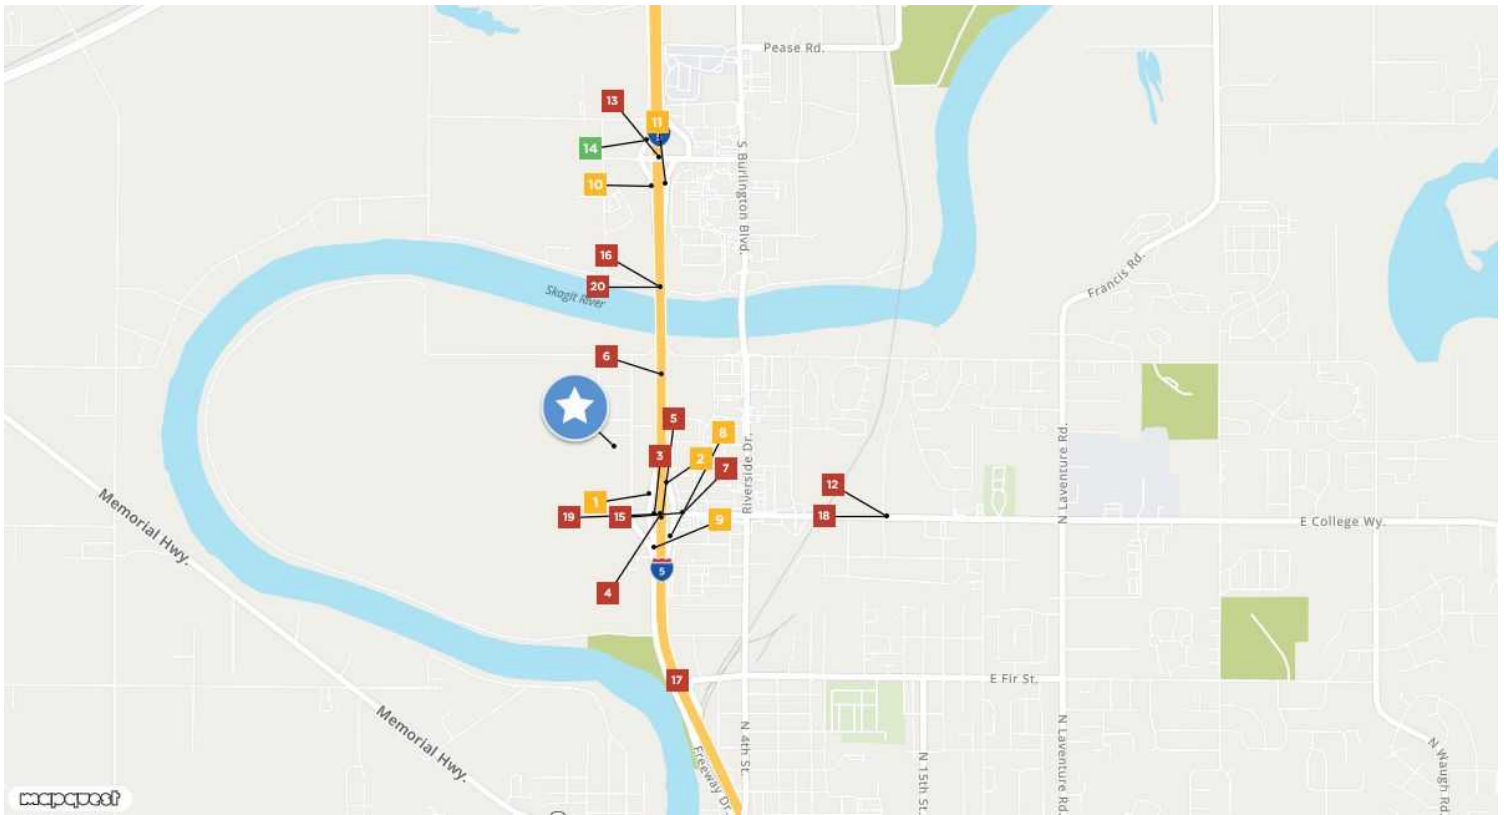 Pease Rd.
13
11
14
S Burlington Blvd.
10
16
20
Skagit River
Francis Rd.
6
5
8
3
2
7
Riverside Dr.
N Laventure Rd.
12
1
19
15
9
18
E College Wy.
Memorial Hwy.
5
4
17
E Fir St.
Memorial Hwy.
N 4th St.
Freeway Dr.
N 15th St.
N Laventure Rd.
N Waugh Rd.
mapquest